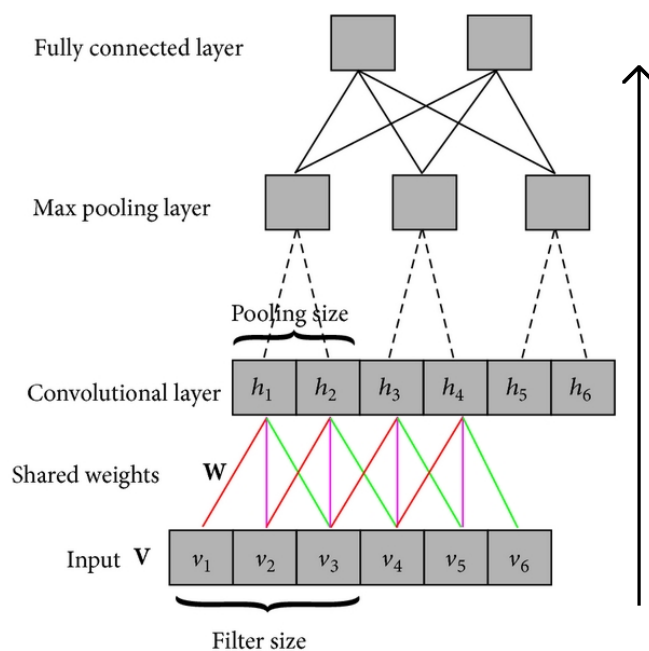 Fully connected layer
Max pooling layer
Pooling size
Convolutional layer h₁ h₂ h₃ h₄ h₅ h₆
Shared weights W
Input V v₁ v₂ v₃ v₄ v₅ v₆
Filter size